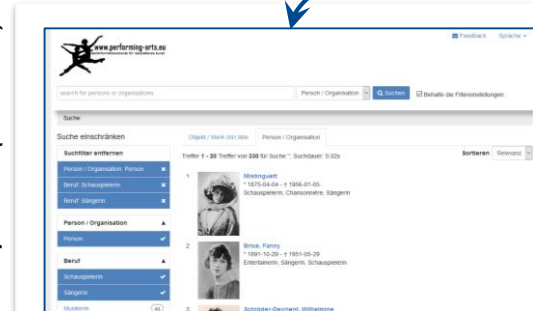 www.performing-arts.eu
Feedback Sprache
search for persons or organizations
Person / Organisation
Suchen
Behalte die Filtereinstellungen
Suche
Suche einschränken
Objekt / Werk
Person / Organisation
Suchfilter entfernen
Treffer 1 - 20 Treffer von 330 für Suche '', Suchdauer: 0.02s
Sortieren Relevanz
Person / Organisation: Person
Beruf: Schauspielerin
Beruf: Sängerin
Person / Organisation
Person
Beruf
Schauspielerin
Sängerin
Musikerin
1
Mistinguett
* 1875-04-04 - † 1956-01-05
Schauspielerin, Chansonnière, Sängerin
2
Brice, Fanny
* 1891-10-29 - † 1951-05-29
Entertainerin, Sängerin, Schauspielerin
3
Schröder-Devrient, Wilhelmine